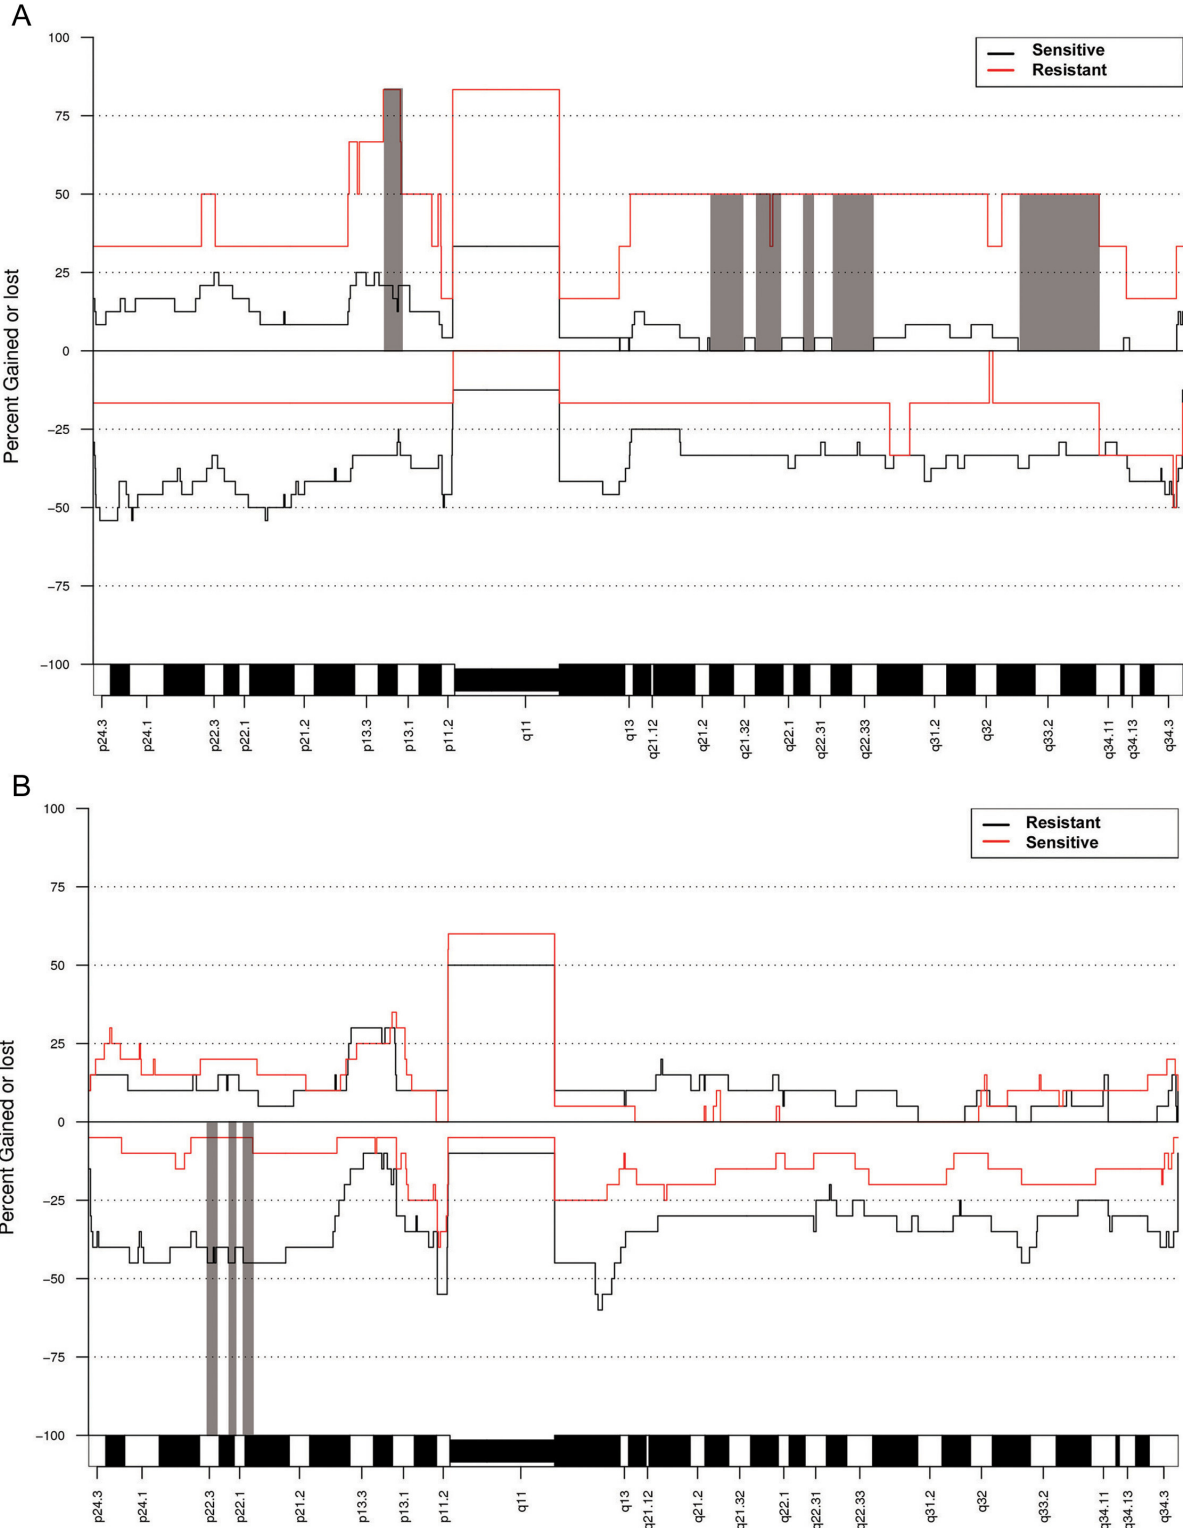 A
100
75
50
25
0
−25
−50
−75
−100
Percent Gained or lost
Sensitive
Resistant
p24.3
p24.1
p22.3
p22.1
p21.2
p13.3
p13.1
p11.2
q11
q13
q21.12
q21.2
q21.32
q22.1
q22.31
q22.33
q31.2
q32
q33.2
q34.11
q34.13
q34.3
B
100
75
50
25
0
−25
−50
−75
−100
Percent Gained or lost
Resistant
Sensitive
p24.3
p24.1
p22.3
p22.1
p21.2
p13.3
p13.1
p11.2
q11
q13
q21.12
q21.2
q21.32
q22.1
q22.31
q22.33
q31.2
q32
q33.2
q34.11
q34.13
q34.3